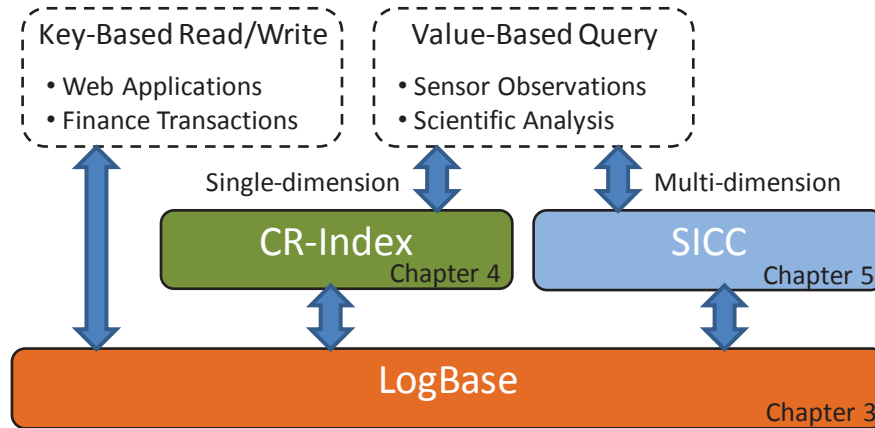 Key-Based Read/Write
• Web Applications
• Finance Transactions
Value-Based Query
• Sensor Observations
• Scientific Analysis
Single-dimension
Multi-dimension
CR-Index
Chapter 4
SICC
Chapter 5
LogBase
Chapter 3